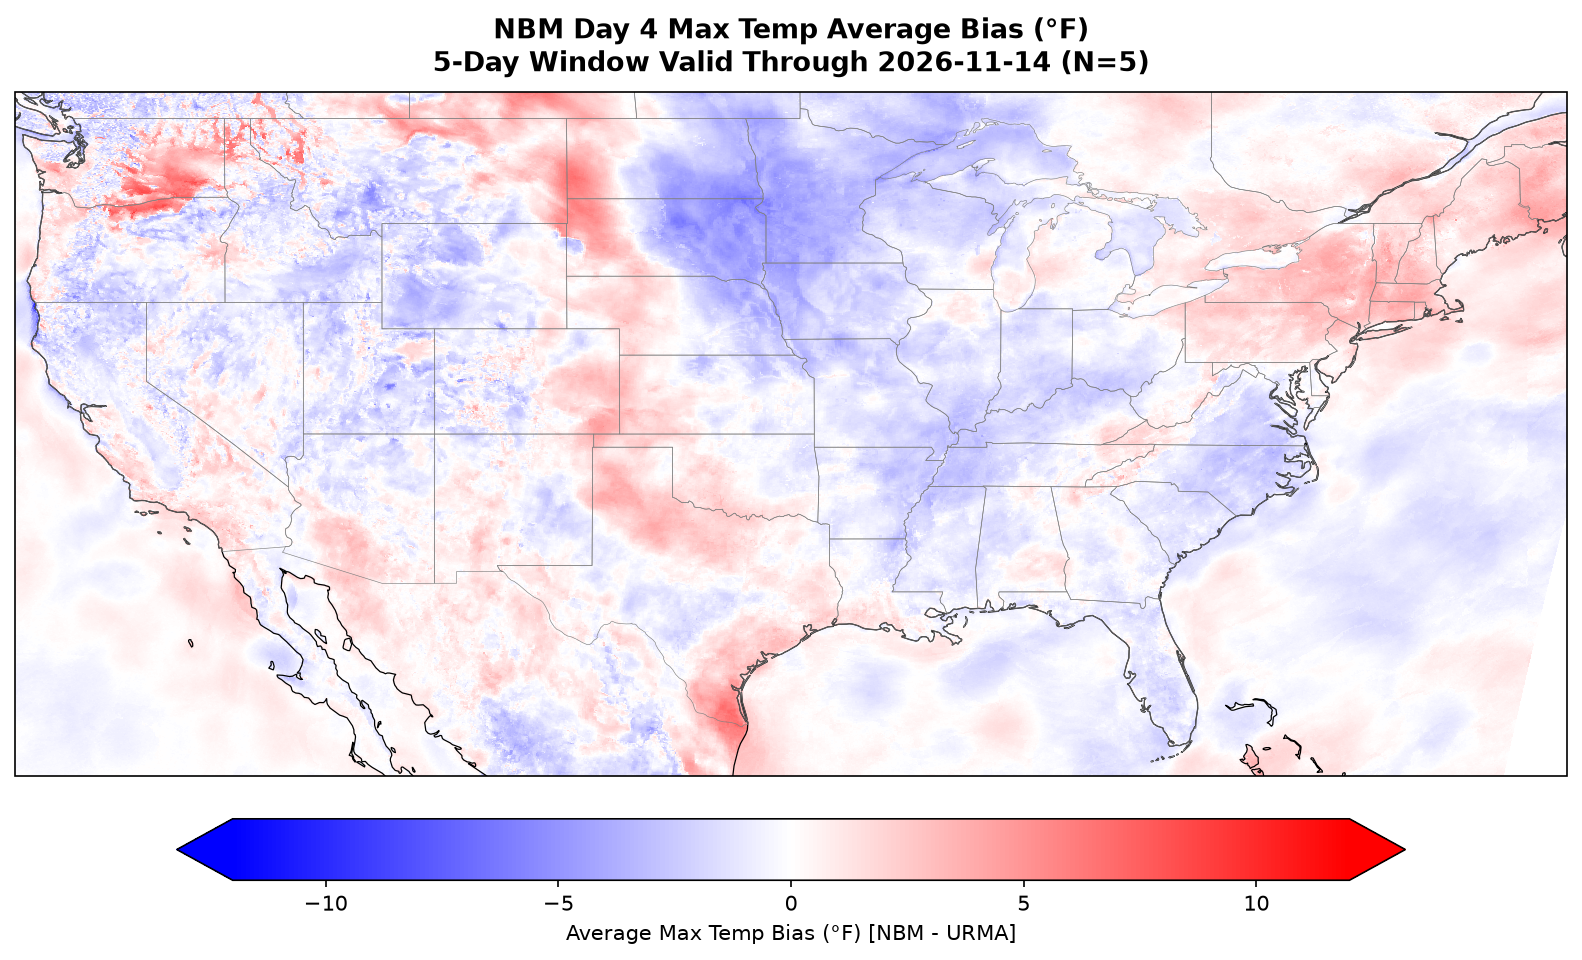 NBM Day 4 Max Temp Average Bias (°F)
5-Day Window Valid Through 2026-11-14 (N=5)
−10 −5 0 5 10
Average Max Temp Bias (°F) [NBM - URMA]